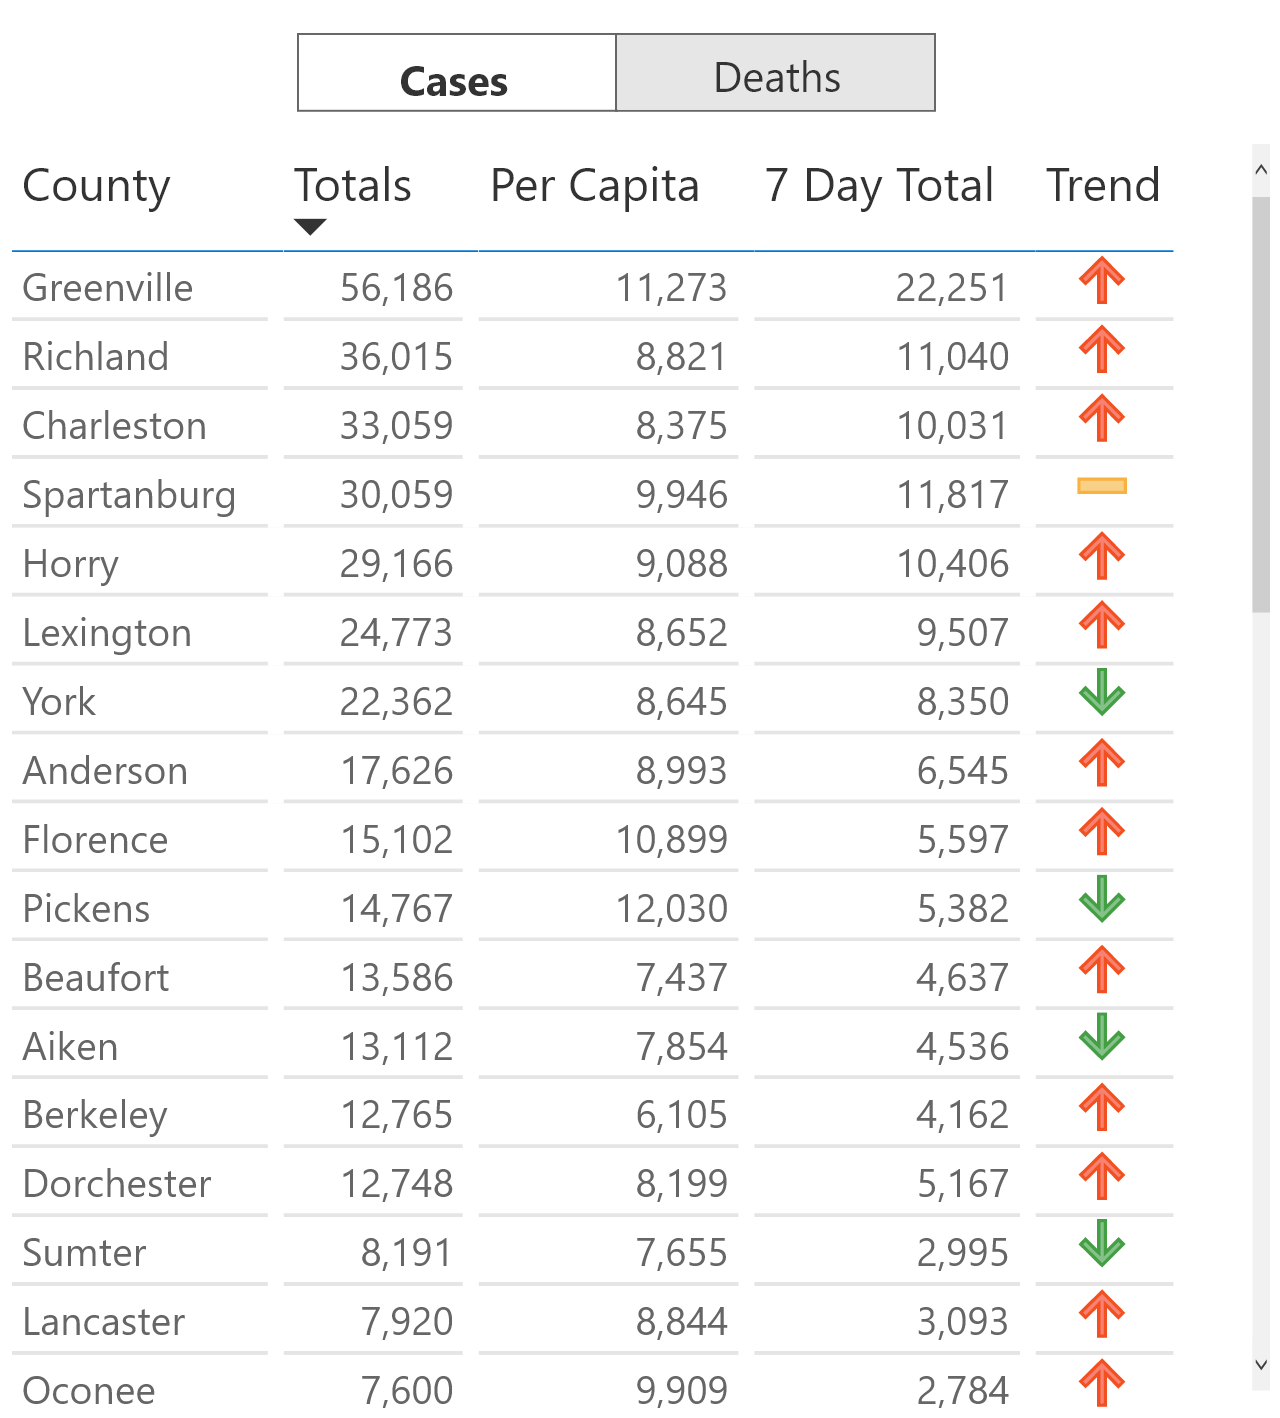 Cases Deaths
County Totals Per Capita 7 Day Total Trend
Greenville 56,186 11,273 22,251
Richland 36,015 8,821 11,040
Charleston 33,059 8,375 10,031
Spartanburg 30,059 9,946 11,817
Horry 29,166 9,088 10,406
Lexington 24,773 8,652 9,507
York 22,362 8,645 8,350
Anderson 17,626 8,993 6,545
Florence 15,102 10,899 5,597
Pickens 14,767 12,030 5,382
Beaufort 13,586 7,437 4,637
Aiken 13,112 7,854 4,536
Berkeley 12,765 6,105 4,162
Dorchester 12,748 8,199 5,167
Sumter 8,191 7,655 2,995
Lancaster 7,920 8,844 3,093
Oconee 7,600 9,909 2,784